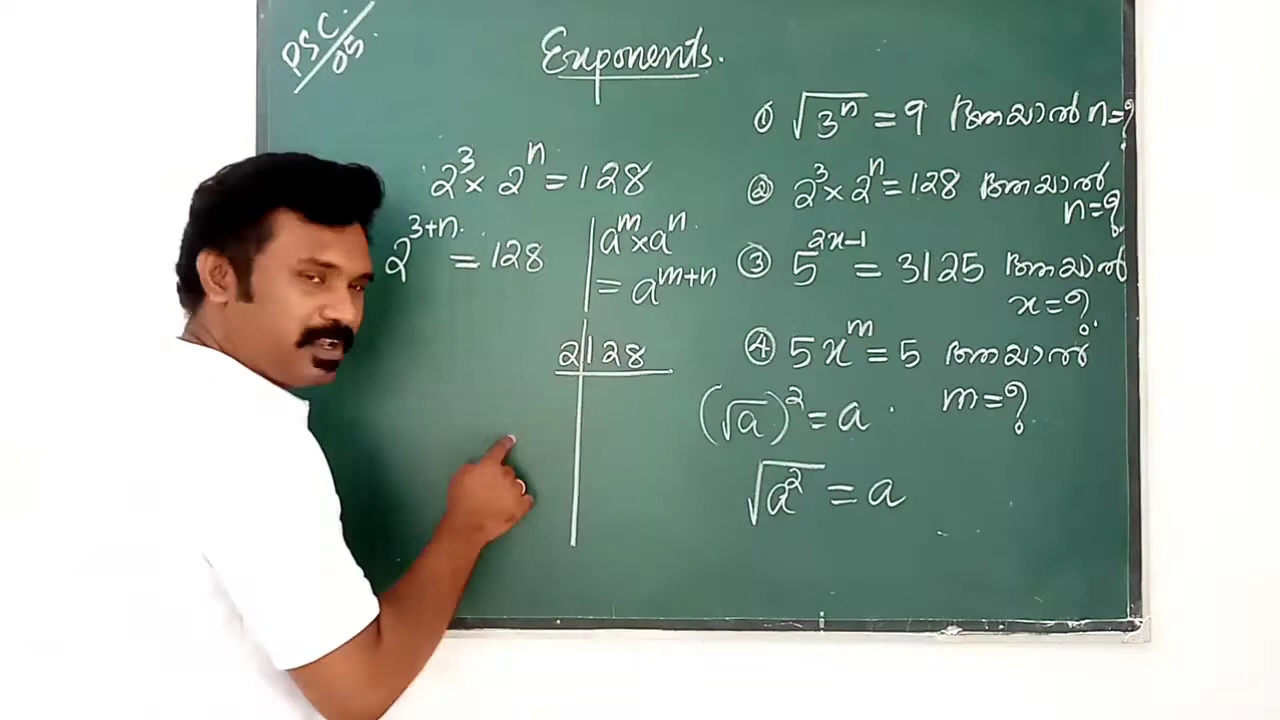 PSC/05
Exponents.
2³ × 2ⁿ = 128
2³⁺ⁿ = 128
aᵐ × aⁿ
= aᵐ⁺ⁿ
2 | 128
① √3ⁿ = 9 ആയാൽ n = ?
② 2³ × 2ⁿ = 128 ആയാൽ
n = ?
③ 5²ˣ⁻¹ = 3125 ആയാൽ
x = ?
④ 5xᵐ = 5 ആയാൽ
m = ?
(√a)² = a
√a² = a